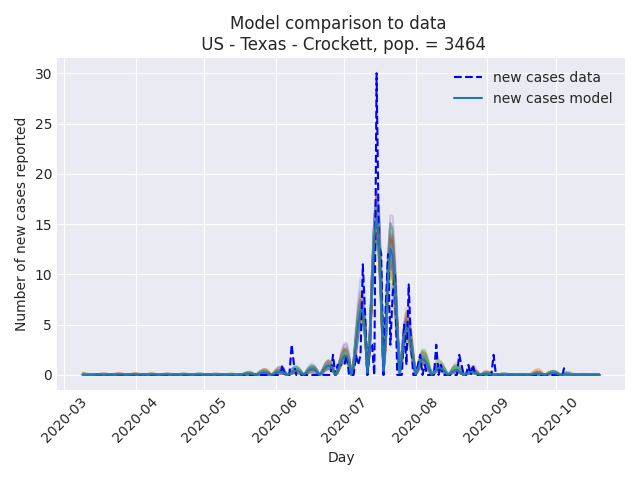 Model comparison to data
US - Texas - Crockett, pop. = 3464
new cases data
new cases model
Number of new cases reported
30
25
20
15
10
5
0
2020-03
2020-04
2020-05
2020-06
2020-07
2020-08
2020-09
2020-10
Day